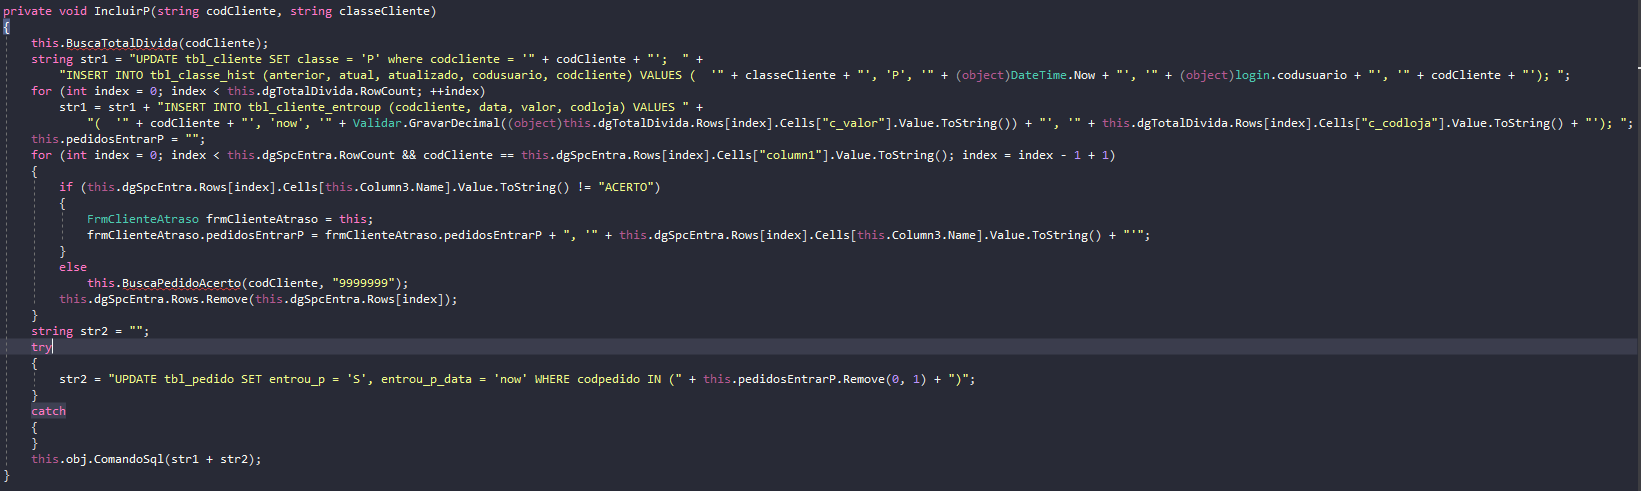 private void IncluirP(string codCliente, string classeCliente)
{
    this.BuscaTotalDivida(codCliente);
    string str1 = "UPDATE tbl_cliente SET classe = 'P' where codcliente = '" + codCliente + "';  " +
        "INSERT INTO tbl_classe_hist (anterior, atual, atualizado, codusuario, codcliente) VALUES (  '" + classeCliente + "', 'P', '" + (object)DateTime.Now + "', '" + (object)login.codusuario + "', '" + codCliente + "'); ";
    for (int index = 0; index < this.dgTotalDivida.RowCount; ++index)
        str1 = str1 + "INSERT INTO tbl_cliente_entroup (codcliente, data, valor, codloja) VALUES " +
        "(  '" + codCliente + "', 'now', '" + Validar.GravarDecimal((object)this.dgTotalDivida.Rows[index].Cells["c_valor"].Value.ToString()) + "', '" + this.dgTotalDivida.Rows[index].Cells["c_codloja"].Value.ToString() + "'); ";
    this.pedidosEntrarP = "";
    for (int index = 0; index < this.dgSpcEntra.RowCount && codCliente == this.dgSpcEntra.Rows[index].Cells["column1"].Value.ToString(); index = index - 1 + 1)
    {
        if (this.dgSpcEntra.Rows[index].Cells[this.Column3.Name].Value.ToString() != "ACERTO")
        {
            FrmClienteAtraso frmClienteAtraso = this;
            frmClienteAtraso.pedidosEntrarP = frmClienteAtraso.pedidosEntrarP + ", '" + this.dgSpcEntra.Rows[index].Cells[this.Column3.Name].Value.ToString() + "'";
        }
        else
            this.BuscaPedidoAcerto(codCliente, "9999999");
        this.dgSpcEntra.Rows.Remove(this.dgSpcEntra.Rows[index]);
    }
    string str2 = "";
    try
    {
        str2 = "UPDATE tbl_pedido SET entrou_p = 'S', entrou_p_data = 'now' WHERE codpedido IN (" + this.pedidosEntrarP.Remove(0, 1) + ")";
    }
    catch
    {
    }
    this.obj.ComandoSql(str1 + str2);
}